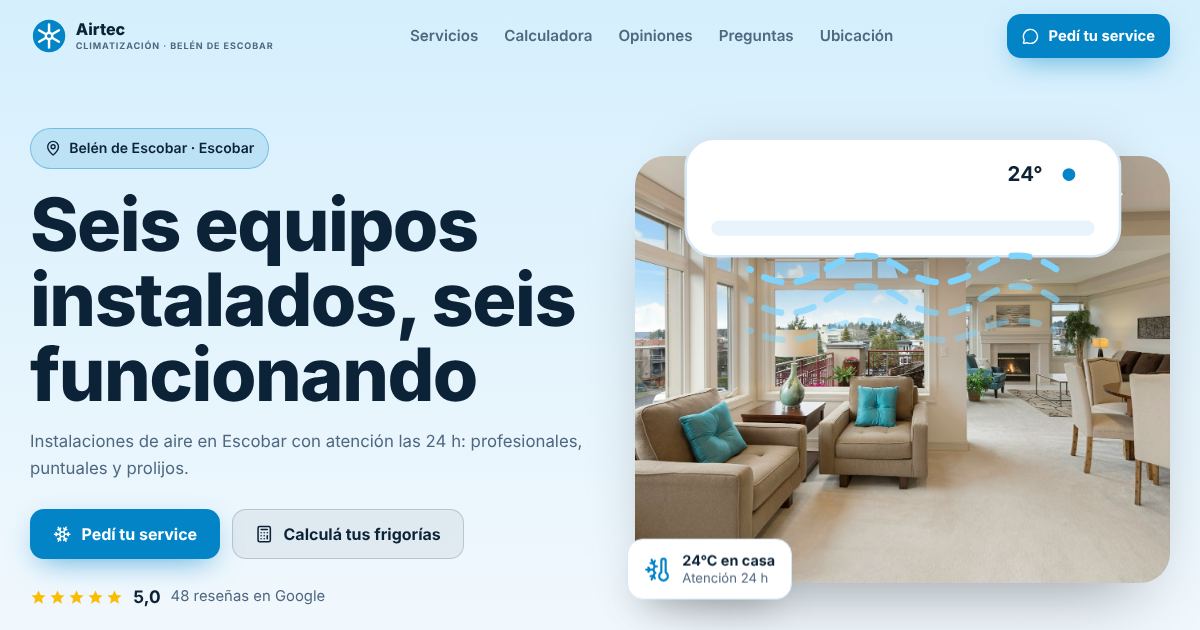 Airtec
CLIMATIZACIÓN · BELÉN DE ESCOBAR
Servicios
Calculadora
Opiniones
Preguntas
Ubicación
Pedí tu service
Belén de Escobar · Escobar
Seis equipos
instalados, seis
funcionando
Instalaciones de aire en Escobar con atención las 24 h: profesionales,
puntuales y prolijos.
Pedí tu service
Calculá tus frigorías
5,0 48 reseñas en Google
24°
24°C en casa
Atención 24 h